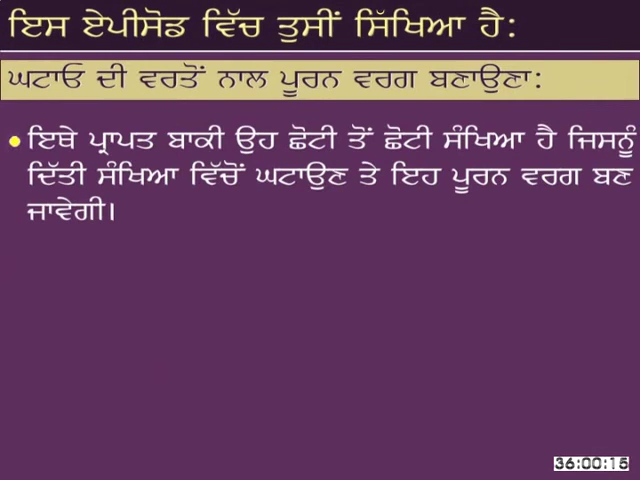 ਇਸ ਏਪੀਸੋਡ ਵਿੱਚ ਤੁਸੀਂ ਸਿੱਖਿਆ ਹੈ:
ਘਟਾਓ ਦੀ ਵਰਤੋਂ ਨਾਲ ਪੂਰਨ ਵਰਗ ਬਣਾਉਣਾ:
• ਇਥੇ ਪ੍ਰਾਪਤ ਬਾਕੀ ਉਹ ਛੋਟੀ ਤੋਂ ਛੋਟੀ ਸੰਖਿਆ ਹੈ ਜਿਸਨੂੰ
ਦਿੱਤੀ ਸੰਖਿਆ ਵਿੱਚੋਂ ਘਟਾਉਣ ਤੇ ਇਹ ਪੂਰਨ ਵਰਗ ਬਣ
ਜਾਵੇਗੀ।
36:00:15